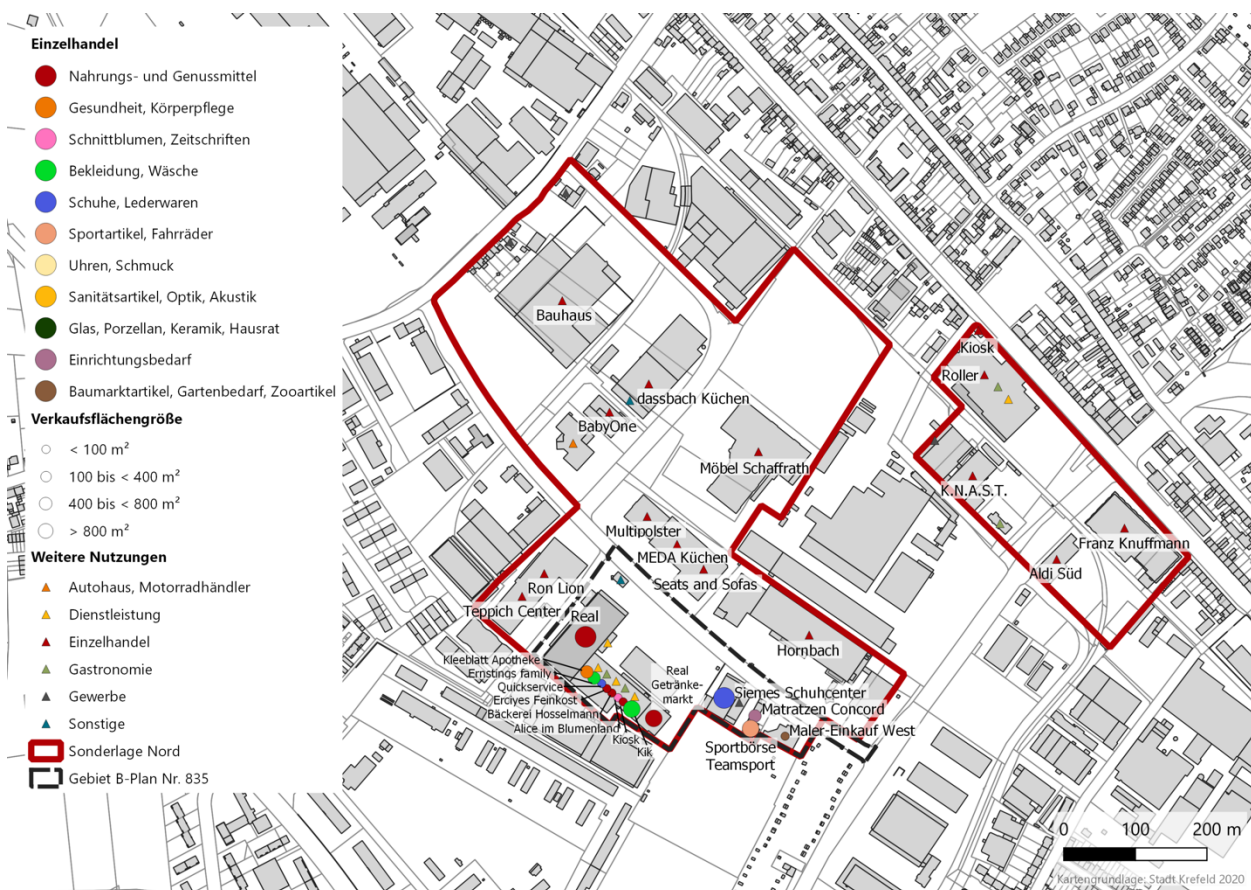 Einzelhandel
Nahrungs- und Genussmittel
Gesundheit, Körperpflege
Schnittblumen, Zeitschriften
Bekleidung, Wäsche
Schuhe, Lederwaren
Sportartikel, Fahrräder
Uhren, Schmuck
Sanitätsartikel, Optik, Akustik
Glas, Porzellan, Keramik, Hausrat
Einrichtungsbedarf
Baumarktartikel, Gartenbedarf, Zooartikel
Verkaufsflächengröße
< 100 m²
100 bis < 400 m²
400 bis < 800 m²
> 800 m²
Weitere Nutzungen
Autohaus, Motorradhändler
Dienstleistung
Einzelhandel
Gastronomie
Gewerbe
Sonstige
Sonderlage Nord
Gebiet B-Plan Nr. 835
Bauhaus
dassbach Küchen
BabyOne
Möbel Schaffrath
Kiosk
Roller
K.N.A.S.T.
Franz Knuffmann
Aldi Süd
Multipolster
MEDA Küchen
Seats and Sofas
Ron Lion
Teppich Center
Real
Hornbach
Kleeblatt Apotheke
Ernstings family
Quickservice
Erciyes Feinkost
Bäckerei Hosselmann
Alice im Blumenland
Kiosk
Kik
Real
Getränke-
markt
Siemes Schuhcenter
Matratzen Concord
Maler-Einkauf West
Sportbörse
Teamsport
0 100 200 m
Kartengrundlage: Stadt Krefeld 2020